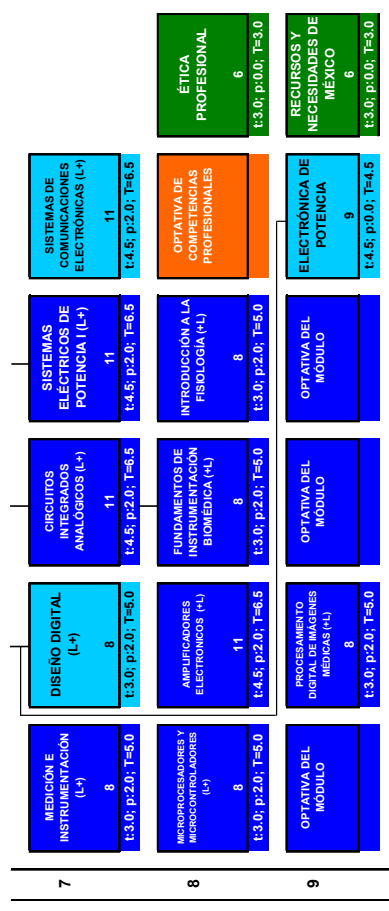 7
MEDICIÓN E
INSTRUMENTACIÓN
(L+)
8
t:3.0; p:2.0; T=5.0
DISEÑO DIGITAL
(L+)
8
t:3.0; p:2.0; T=5.0
CIRCUITOS
INTEGRADOS
ANALÓGICOS (L+)
11
t:4.5; p:2.0; T=6.5
SISTEMAS
ELÉCTRICOS DE
POTENCIA I (L+)
11
t:4.5; p:2.0; T=6.5
SISTEMAS DE
COMUNICACIONES
ELECTRÓNICAS (L+)
11
t:4.5; p:2.0; T=6.5
8
MICROPROCESADORES Y
MICROCONTROLADORES
(L+)
8
t:3.0; p:2.0; T=5.0
AMPLIFICADORES
ELECTRONICOS (+L)
11
t:4.5; p:2.0; T=6.5
FUNDAMENTOS DE
INSTRUMENTACIÓN
BIOMÉDICA (+L)
8
t:3.0; p:2.0; T=5.0
INTRODUCCIÓN A LA
FISIOLOGÍA (+L)
8
t:3.0; p:2.0; T=5.0
OPTATIVA DE
COMPETENCIAS
PROFESIONALES
ÉTICA
PROFESIONAL
6
t:3.0; p:0.0; T=3.0
9
OPTATIVA DEL
MÓDULO
PROCESAMIENTO
DIGITAL DE IMÁGENES
MÉDICAS (+L)
8
t:3.0; p:2.0; T=5.0
OPTATIVA DEL
MÓDULO
OPTATIVA DEL
MÓDULO
ELECTRÓNICA DE
POTENCIA
9
t:4.5; p:0.0; T=4.5
RECURSOS Y
NECESIDADES DE
MÉXICO
6
t:3.0; p:0.0; T=3.0